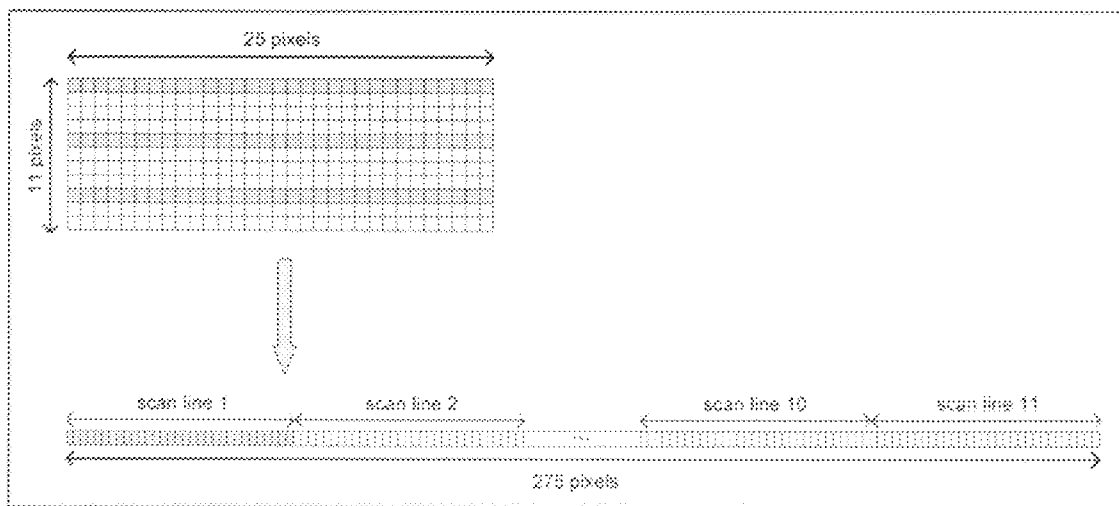 25 pixels
11 pixels
scan line 1
scan line 2
...
scan line 10
scan line 11
275 pixels